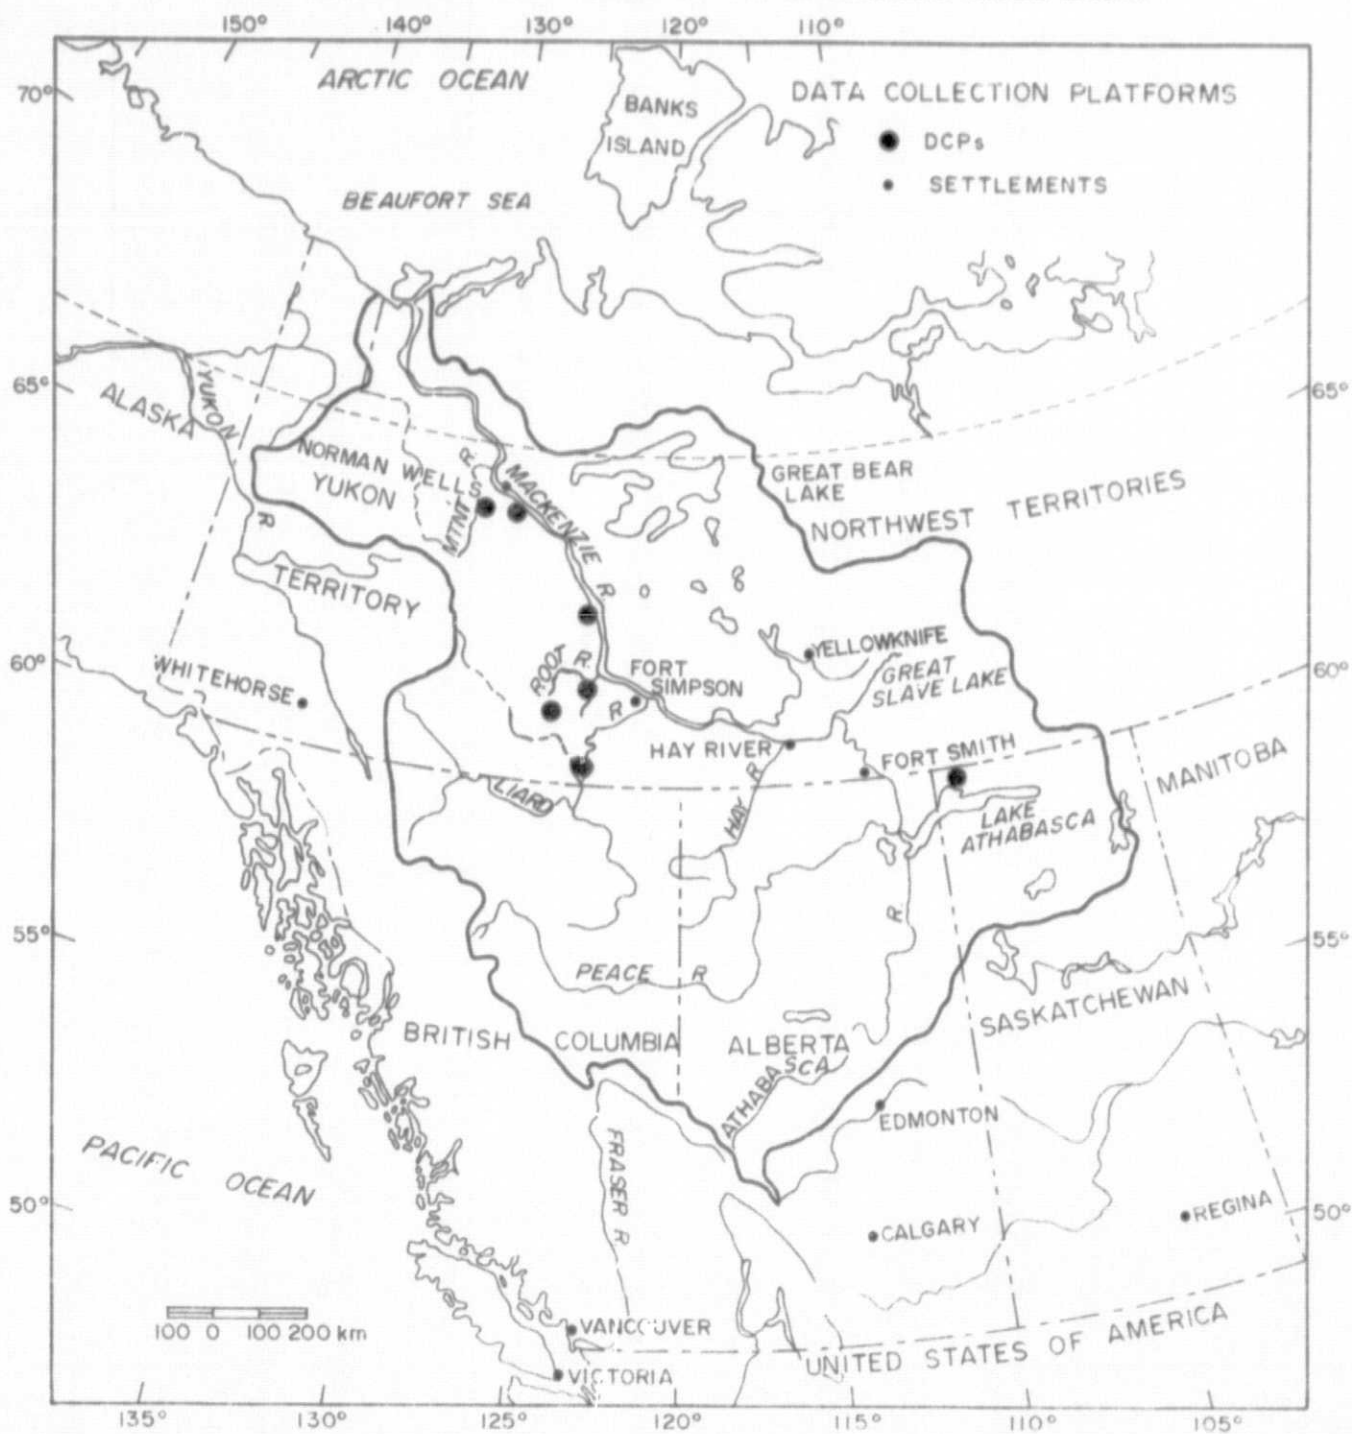 150° 140° 130° 120° 110°
70°
ARCTIC OCEAN
BANKS
ISLAND
DATA COLLECTION PLATFORMS
DCPs
SETTLEMENTS
BEAUFORT SEA
65°
65°
ALASKA
YUKON
R
NORMAN WELLS
YUKON
TERRITORY
MTNS
R.
MACKENZIE
R
GREAT BEAR
LAKE
NORTHWEST TERRITORIES
60°
60°
WHITEHORSE
ROOT R.
FORT
SIMPSON
R
YELLOWKNIFE
GREAT
SLAVE LAKE
HAY RIVER
FORT SMITH
MANITOBA
LIARD
HAY
R
LAKE
ATHABASCA
R.
55°
55°
PEACE R
SASKATCHEWAN
BRITISH COLUMBIA
ALBERTA
ATHABASCA
EDMONTON
PACIFIC OCEAN
FRASER R
50°
50°
CALGARY
REGINA
100 0 100 200 km
VANCOUVER
VICTORIA
UNITED STATES OF AMERICA
135° 130° 125° 120° 115° 110° 105°